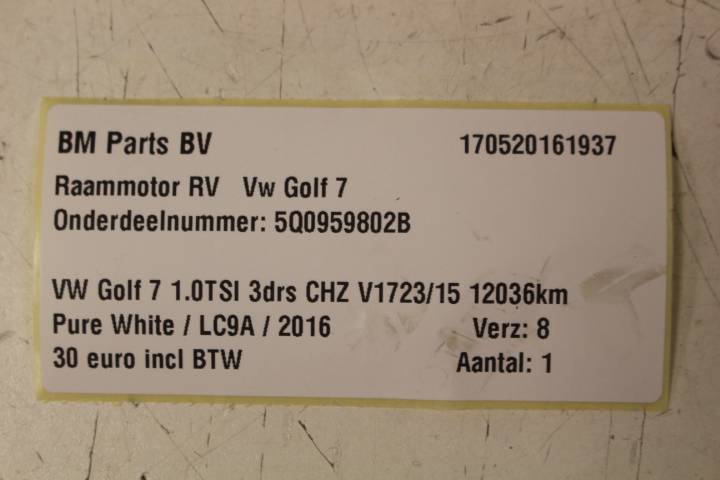 BM Parts BV 170520161937
Raammotor RV Vw Golf 7
Onderdeelnummer: 5Q0959802B
VW Golf 7 1.0TSI 3drs CHZ V1723/15 12036km
Pure White / LC9A / 2016 Verz: 8
30 euro incl BTW Aantal: 1